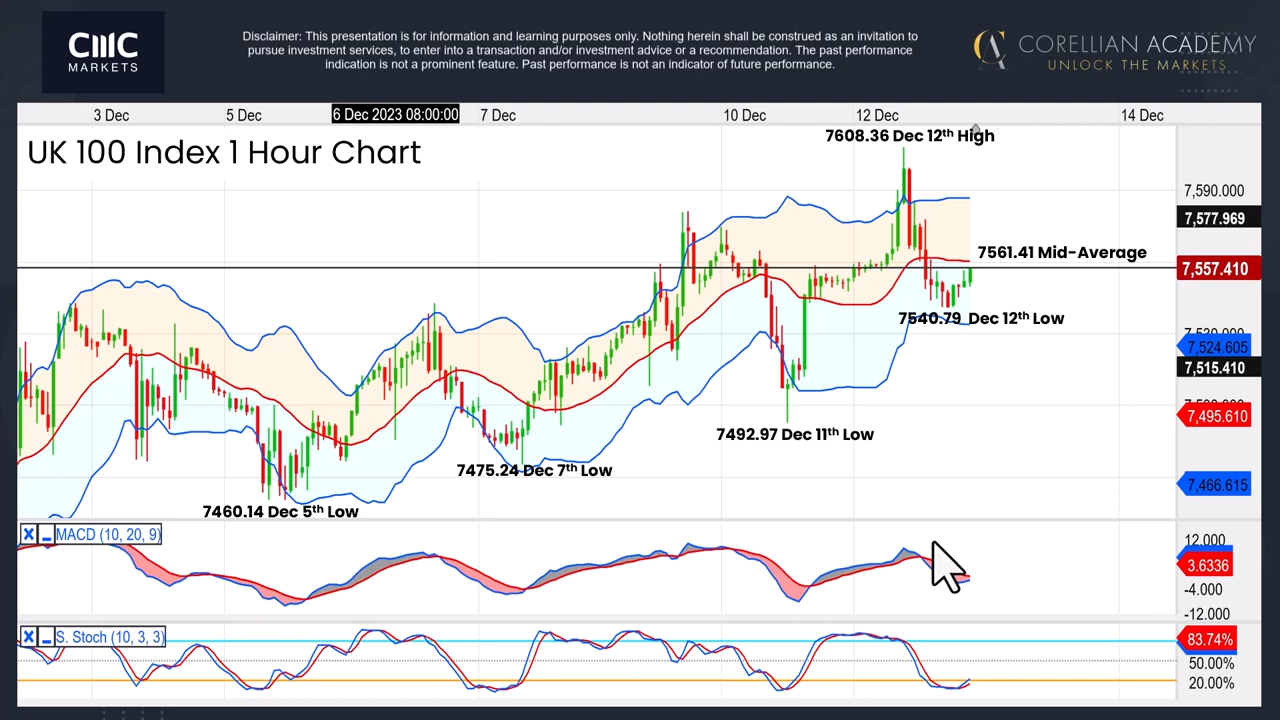 CMC
MARKETS
Disclaimer: This presentation is for information and learning purposes only. Nothing herein shall be construed as an invitation to
pursue investment services, to enter into a transaction and/or investment advice or a recommendation. The past performance
indication is not a prominent feature. Past performance is not an indicator of future performance.
CORELLIAN ACADEMY
UNLOCK THE MARKETS
3 Dec 5 Dec 6 Dec 2023 08:00:00 7 Dec 10 Dec 12 Dec 14 Dec
UK 100 Index 1 Hour Chart
7608.36 Dec 12th High
7,590.000
7,577.969
7561.41 Mid-Average
7,557.410
7540.79 Dec 12th Low
7,524.605
7,515.410
7,495.610
7492.97 Dec 11th Low
7475.24 Dec 7th Low
7,466.615
7460.14 Dec 5th Low
MACD (10, 20, 9)
12.000
3.6336
-4.000
-12.000
S. Stoch (10, 3, 3)
83.74%
50.00%
20.00%